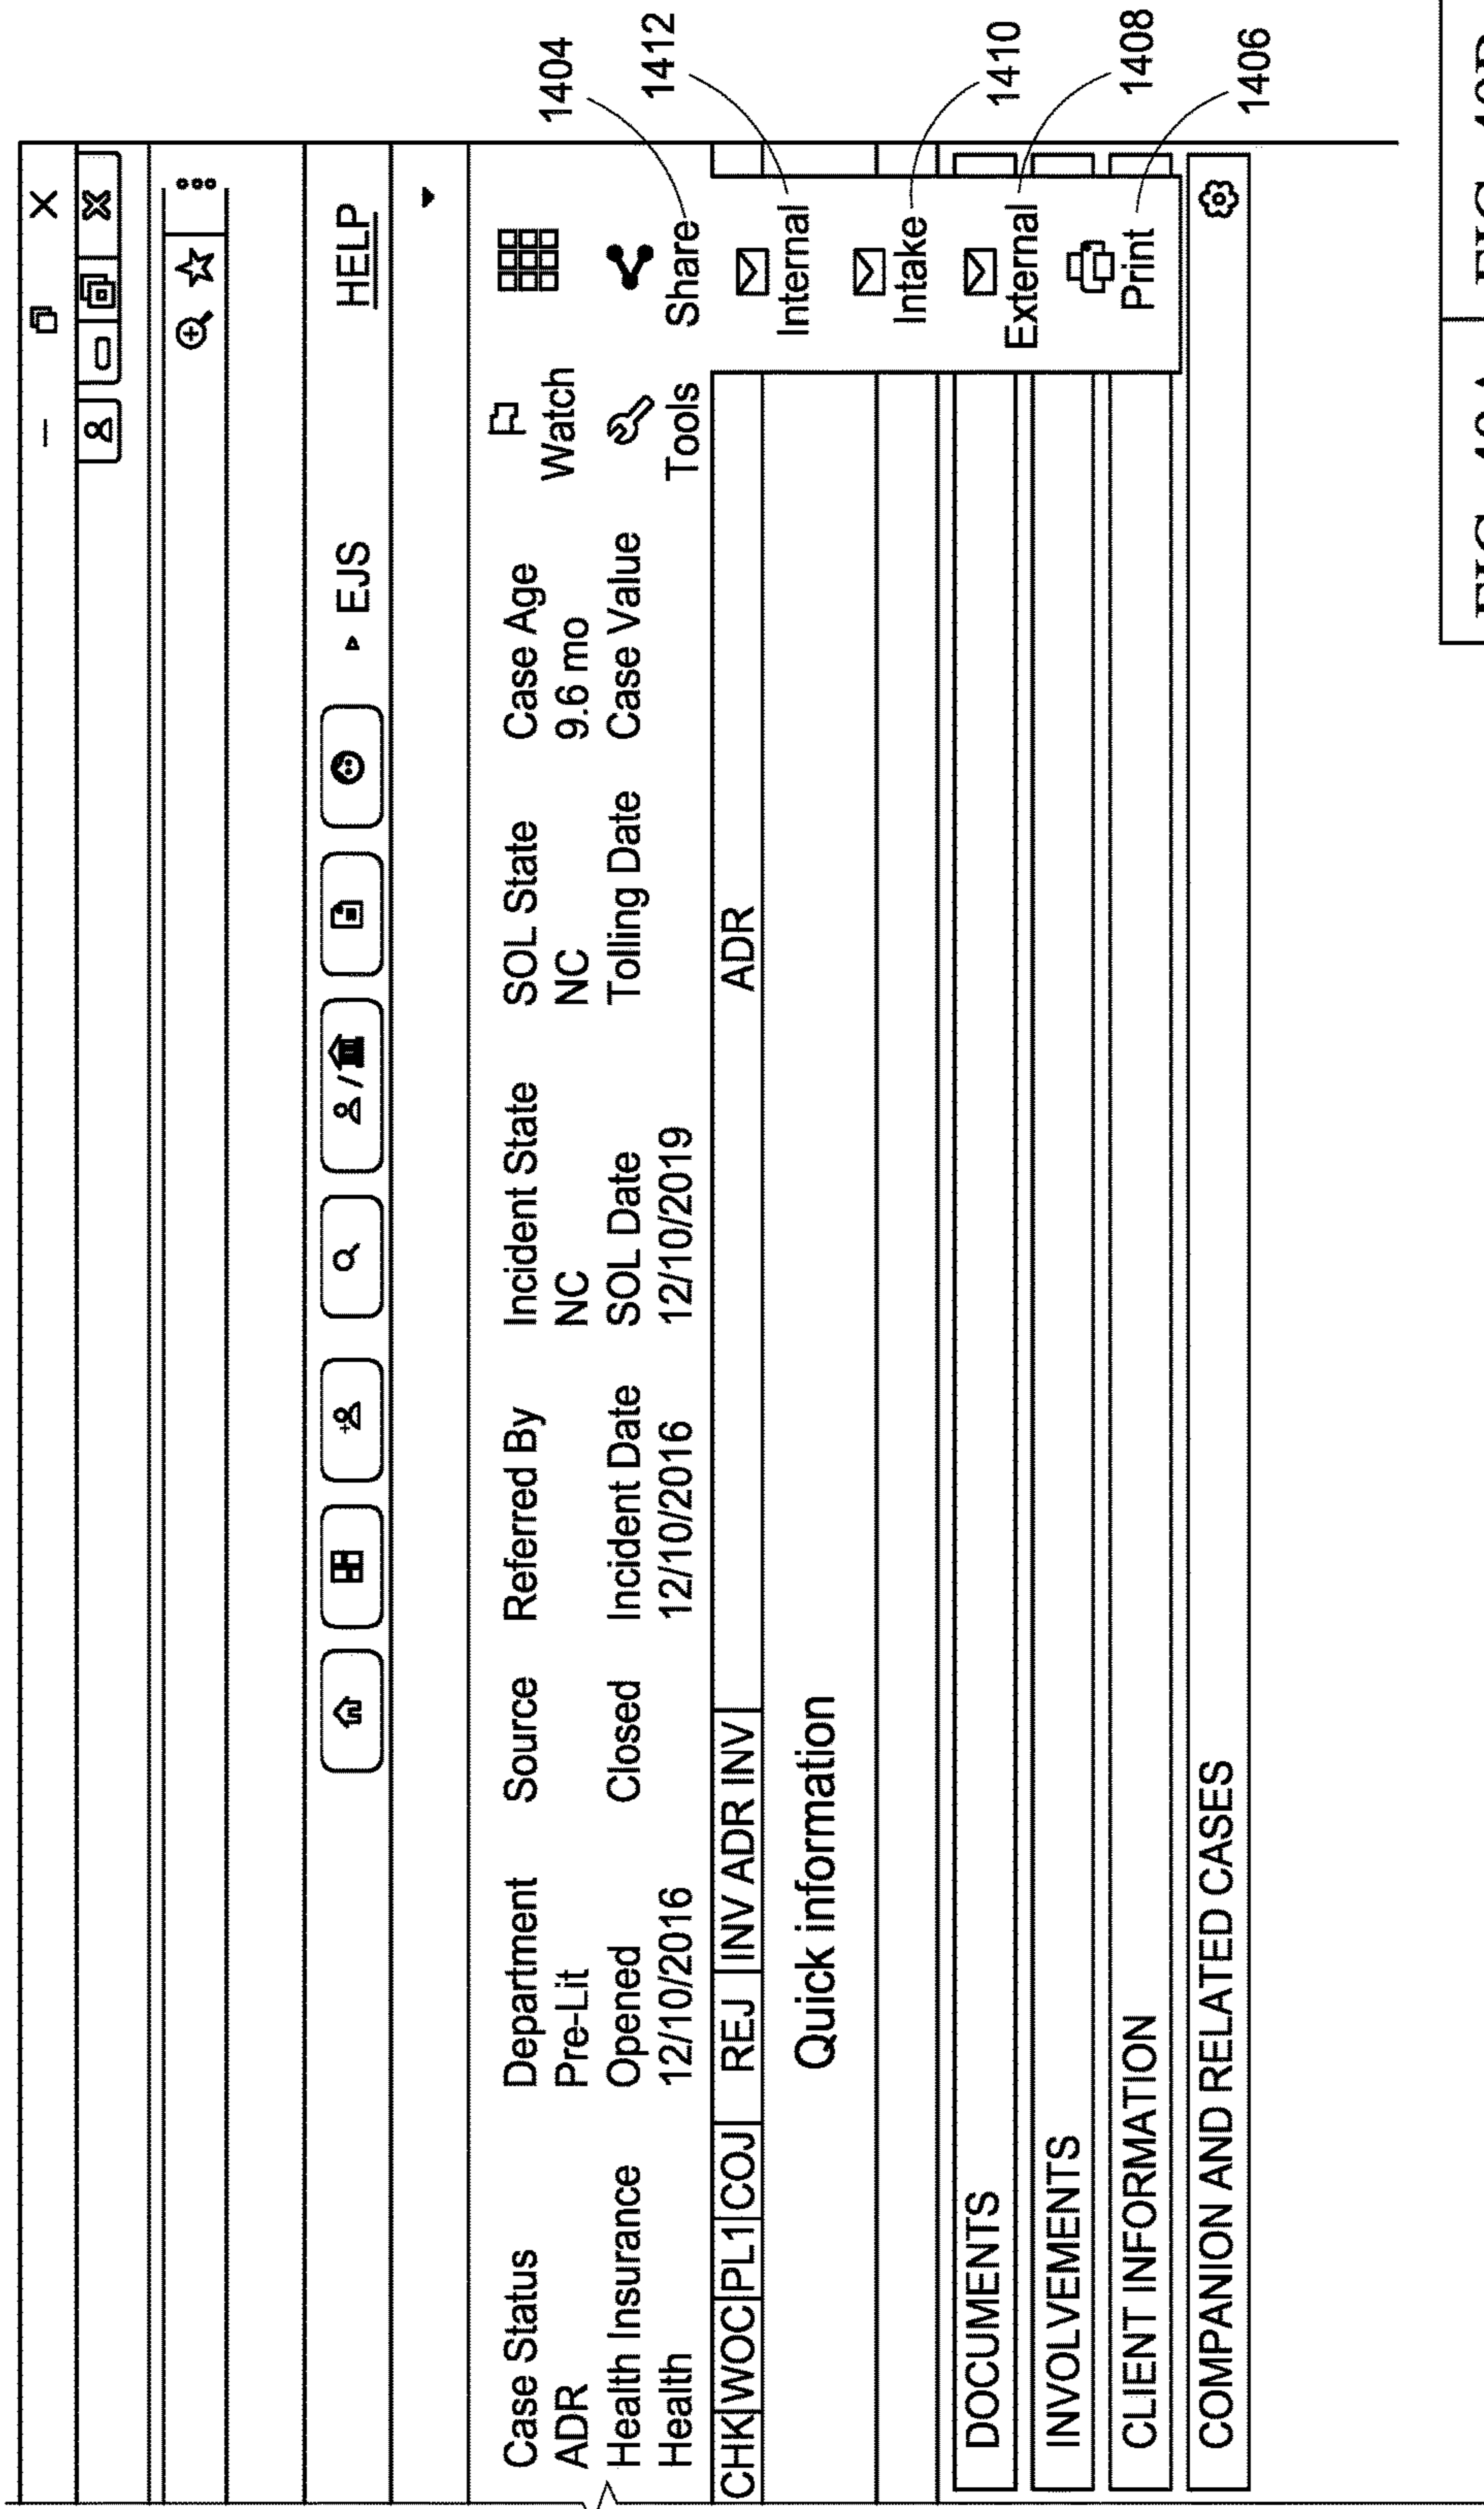 HELP
EJS
Case Status Department Source Referred By Incident State SOL State Case Age Watch
ADR Pre-Lit NC NC 9.6 mo
Health Insurance Opened Closed Incident Date SOL Date Tolling Date Case Value Tools Share
Health 12/10/2016 12/10/2016 12/10/2019
CHK WOC PL1 COJ REJ INV ADR INV ADR
Quick information
Internal
Intake
External
Print
DOCUMENTS
INVOLVEMENTS
CLIENT INFORMATION
COMPANION AND RELATED CASES
1404
1412
1410
1408
1406